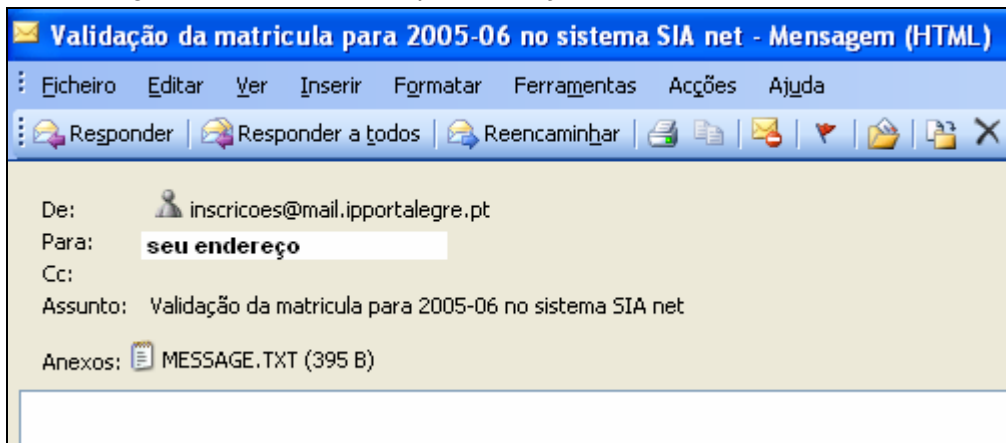 Validação da matricula para 2005-06 no sistema SIA net - Mensagem (HTML)
Ficheiro Editar Ver Inserir Formatar Ferramentas Acções Ajuda
Responder Responder a todos Reencaminhar
De: inscricoes@mail.ipportalegre.pt
Para: seu endereço
Cc:
Assunto: Validação da matricula para 2005-06 no sistema SIA net
Anexos: MESSAGE.TXT (395 B)